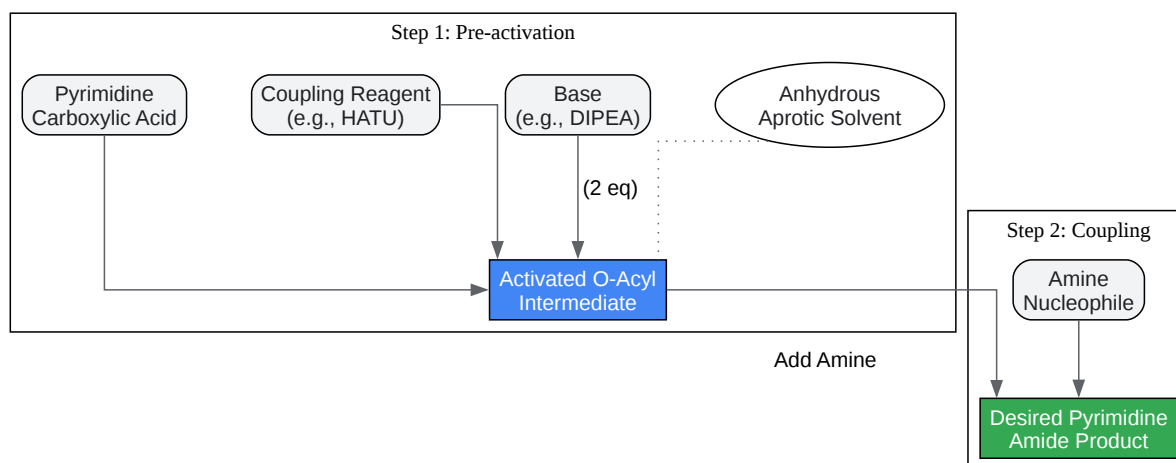 Step 1: Pre-activation
Pyrimidine
Carboxylic Acid
Coupling Reagent
(e.g., HATU)
Base
(e.g., DIPEA)
Anhydrous
Aprotic Solvent
(2 eq)
Activated O-Acyl
Intermediate
Step 2: Coupling
Amine
Nucleophile
Add Amine
Desired Pyrimidine
Amide Product